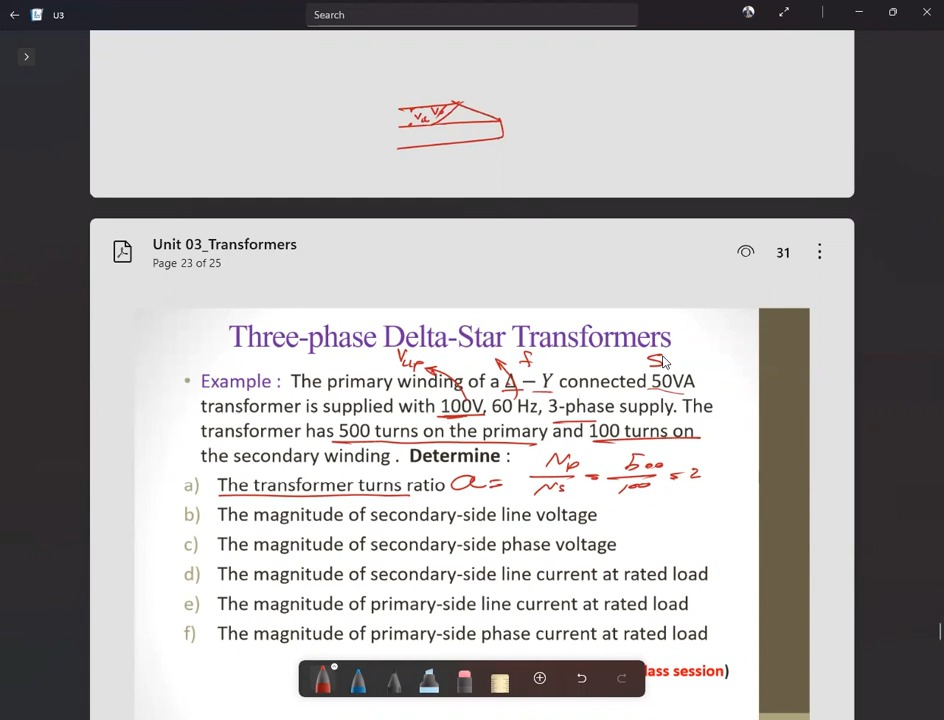 U3
Search
Va Vp
Unit 03_Transformers
Page 23 of 25
31
Three-phase Delta-Star Transformers
VLP
f
S
• Example : The primary winding of a Δ − Y connected 50VA
transformer is supplied with 100V, 60 Hz, 3-phase supply. The
transformer has 500 turns on the primary and 100 turns on
the secondary winding . Determine :
a) The transformer turns ratio a = Np/Ns = 500/100 = 2
b) The magnitude of secondary-side line voltage
c) The magnitude of secondary-side phase voltage
d) The magnitude of secondary-side line current at rated load
e) The magnitude of primary-side line current at rated load
f) The magnitude of primary-side phase current at rated load
lass session)